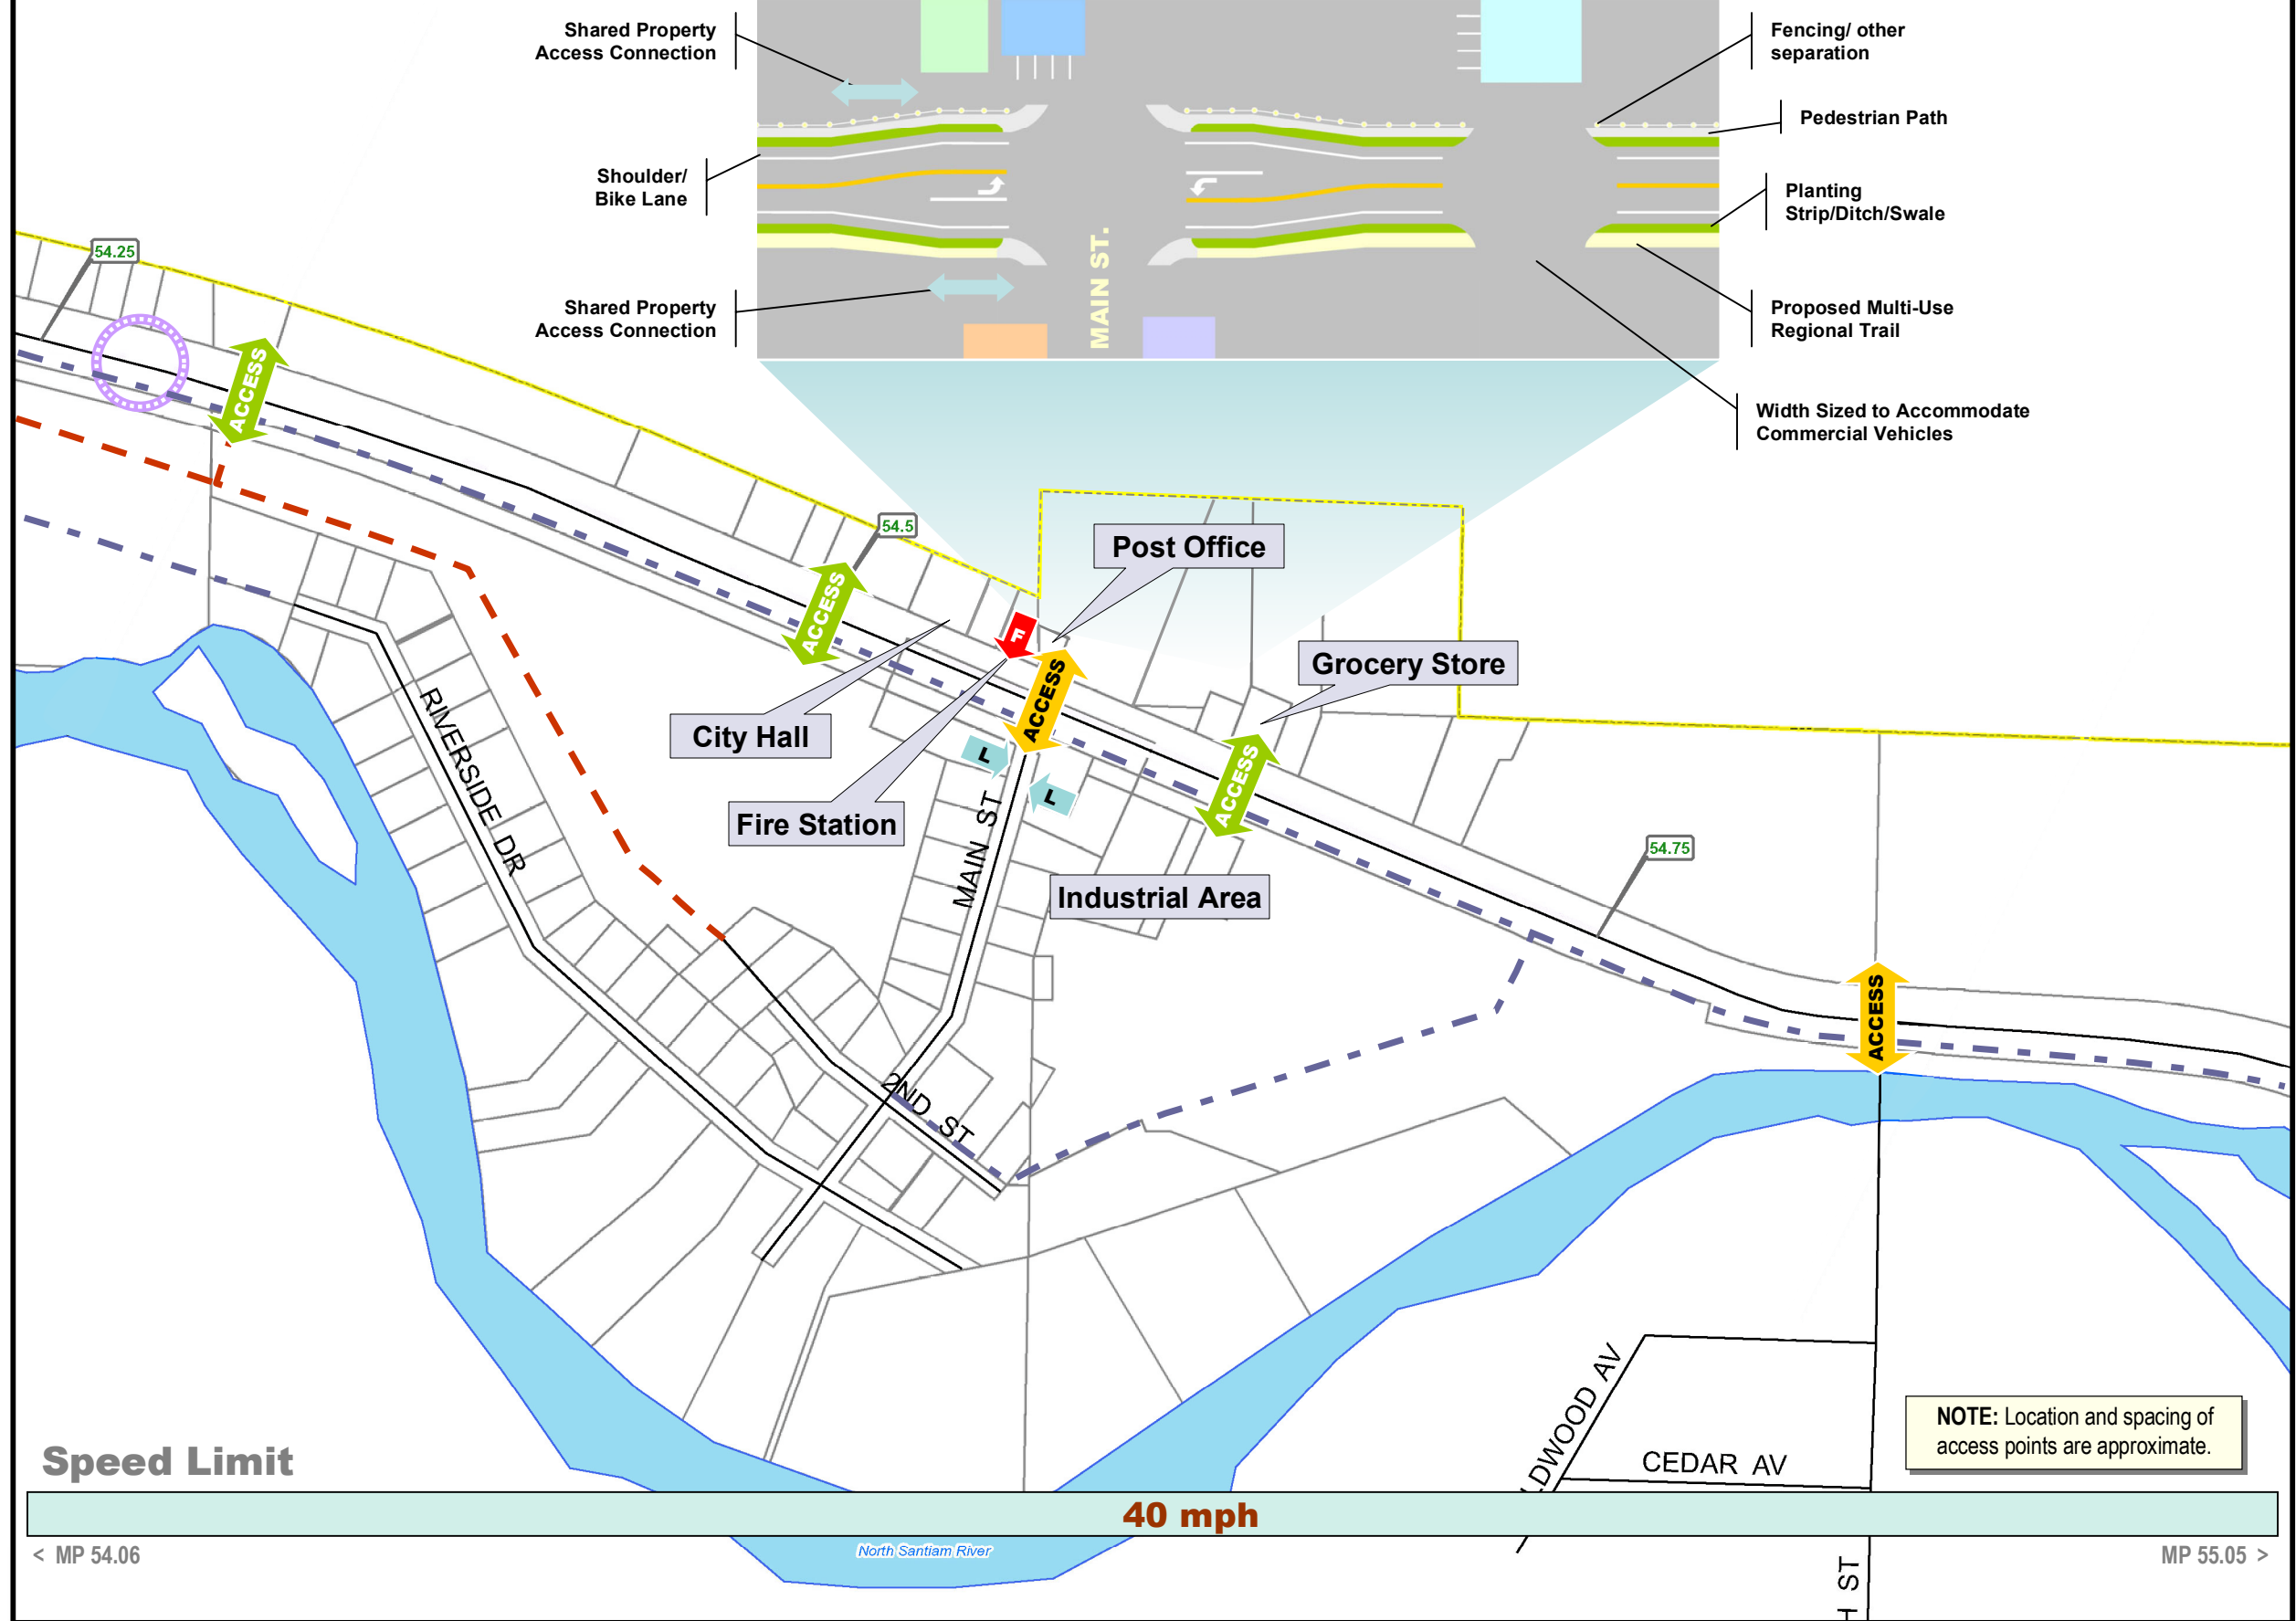 Shared Property
Access Connection
Fencing/ other
separation
Pedestrian Path
Shoulder/
Bike Lane
Planting
Strip/Ditch/Swale
MAIN ST.
Shared Property
Access Connection
Proposed Multi-Use
Regional Trail
Width Sized to Accommodate
Commercial Vehicles
54.25
ACCESS
54.5
Post Office
ACCESS
F
Grocery Store
ACCESS
City Hall
L
RIVERSIDE DR
ACCESS
L
Fire Station
MAIN ST
54.75
Industrial Area
ACCESS
2ND ST
LDWOOD AV
CEDAR AV
NOTE: Location and spacing of
access points are approximate.
Speed Limit
40 mph
< MP 54.06
North Santiam River
MP 55.05 >
H ST